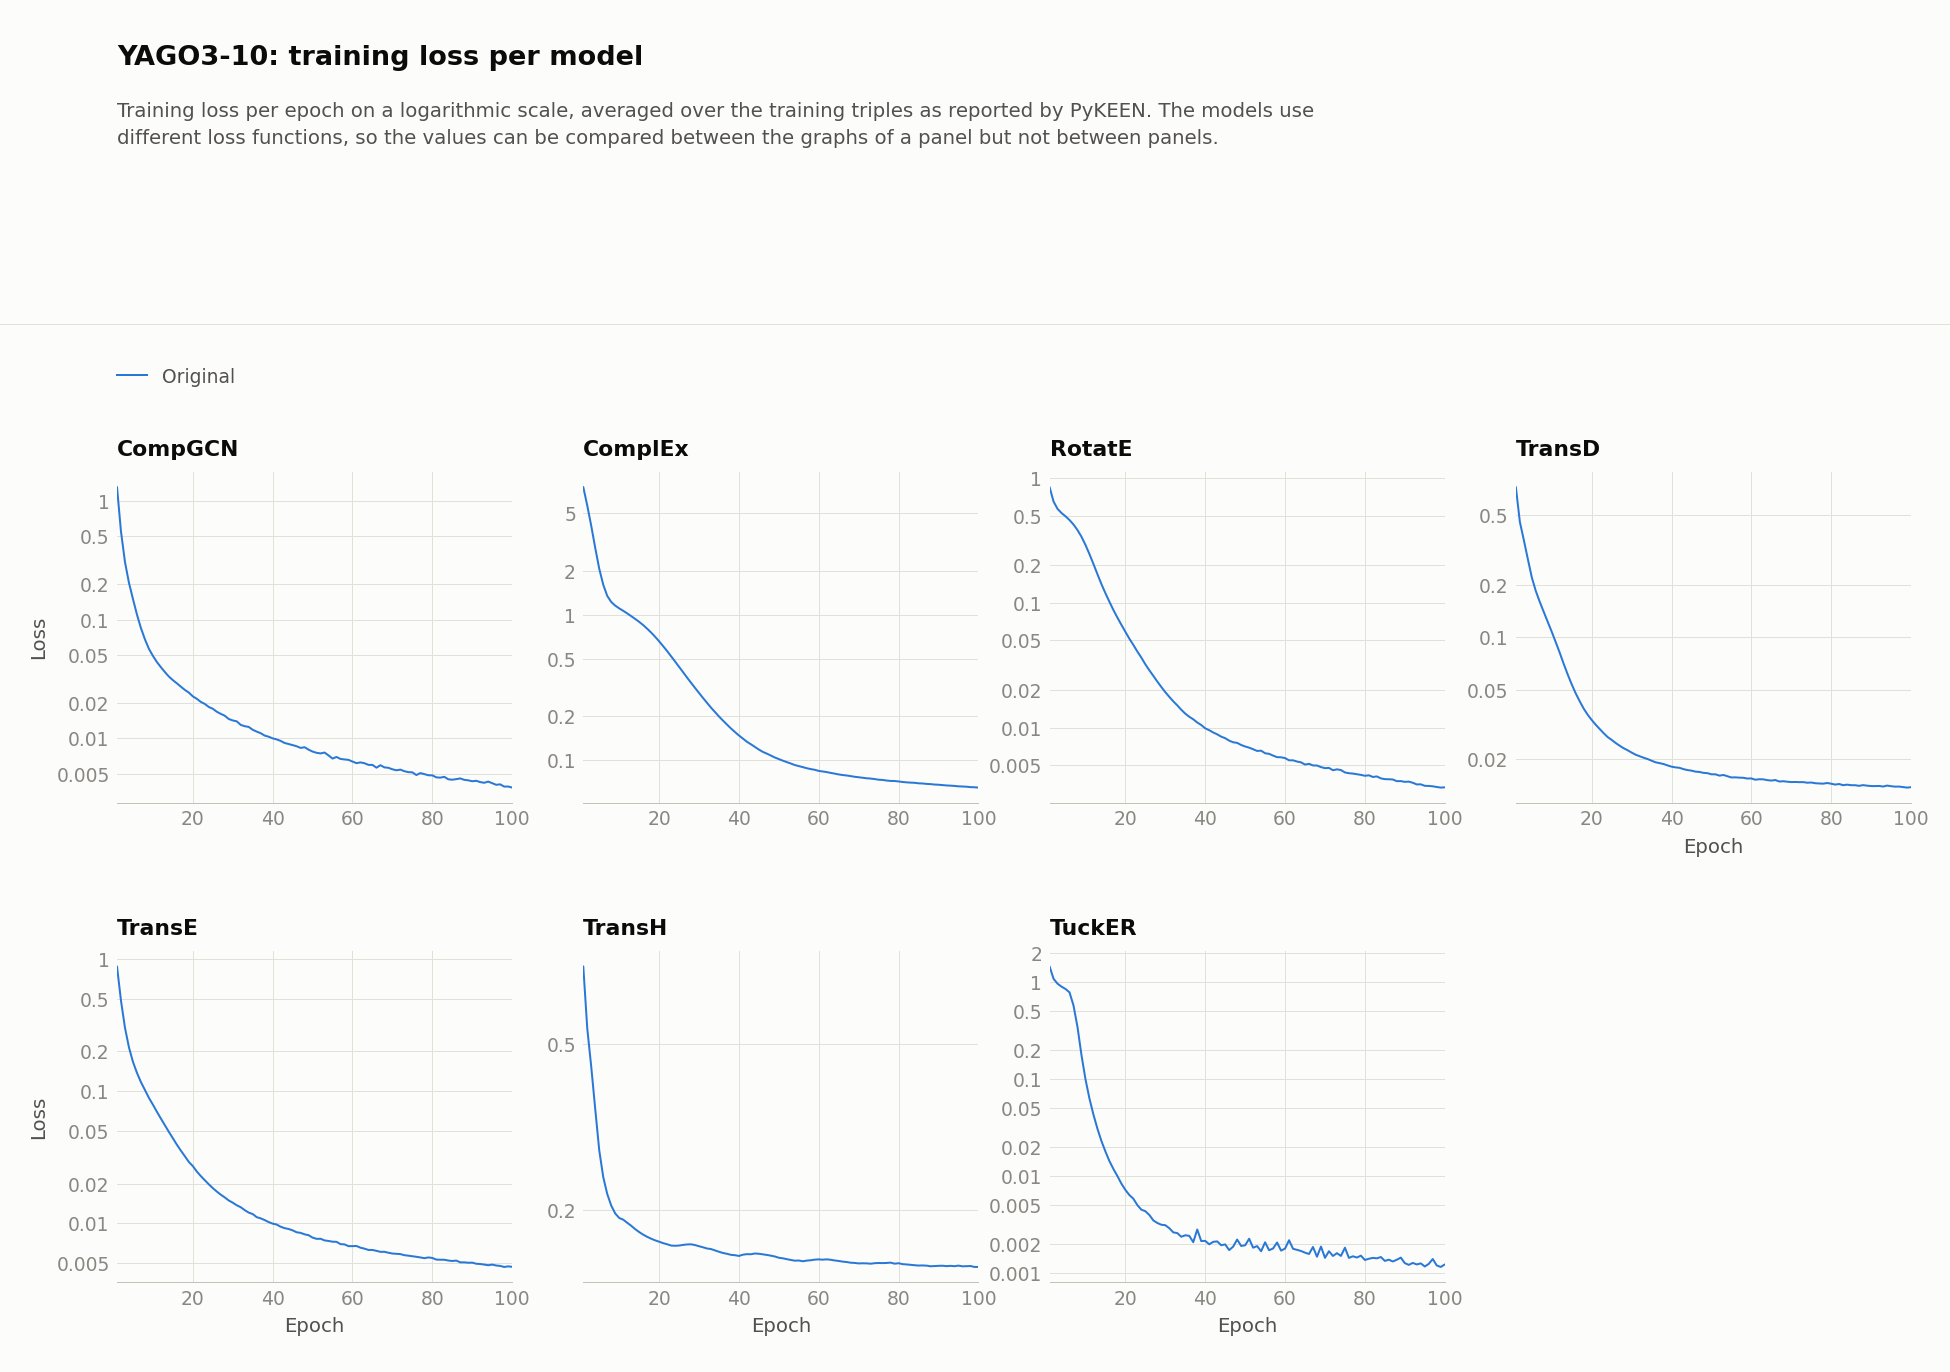 YAGO3-10: training loss per model
Training loss per epoch on a logarithmic scale, averaged over the training triples as reported by PyKEEN. The models use
different loss functions, so the values can be compared between the graphs of a panel but not between panels.
Original
CompGCN
1
0.5
0.2
0.1
0.05
0.02
0.01
0.005
Loss
20 40 60 80 100
ComplEx
5
2
1
0.5
0.2
0.1
20 40 60 80 100
RotatE
1
0.5
0.2
0.1
0.05
0.02
0.01
0.005
20 40 60 80 100
TransD
0.5
0.2
0.1
0.05
0.02
20 40 60 80 100
Epoch
TransE
1
0.5
0.2
0.1
0.05
0.02
0.01
0.005
Loss
20 40 60 80 100
Epoch
TransH
0.5
0.2
20 40 60 80 100
Epoch
TuckER
2
1
0.5
0.2
0.1
0.05
0.02
0.01
0.005
0.002
0.001
20 40 60 80 100
Epoch